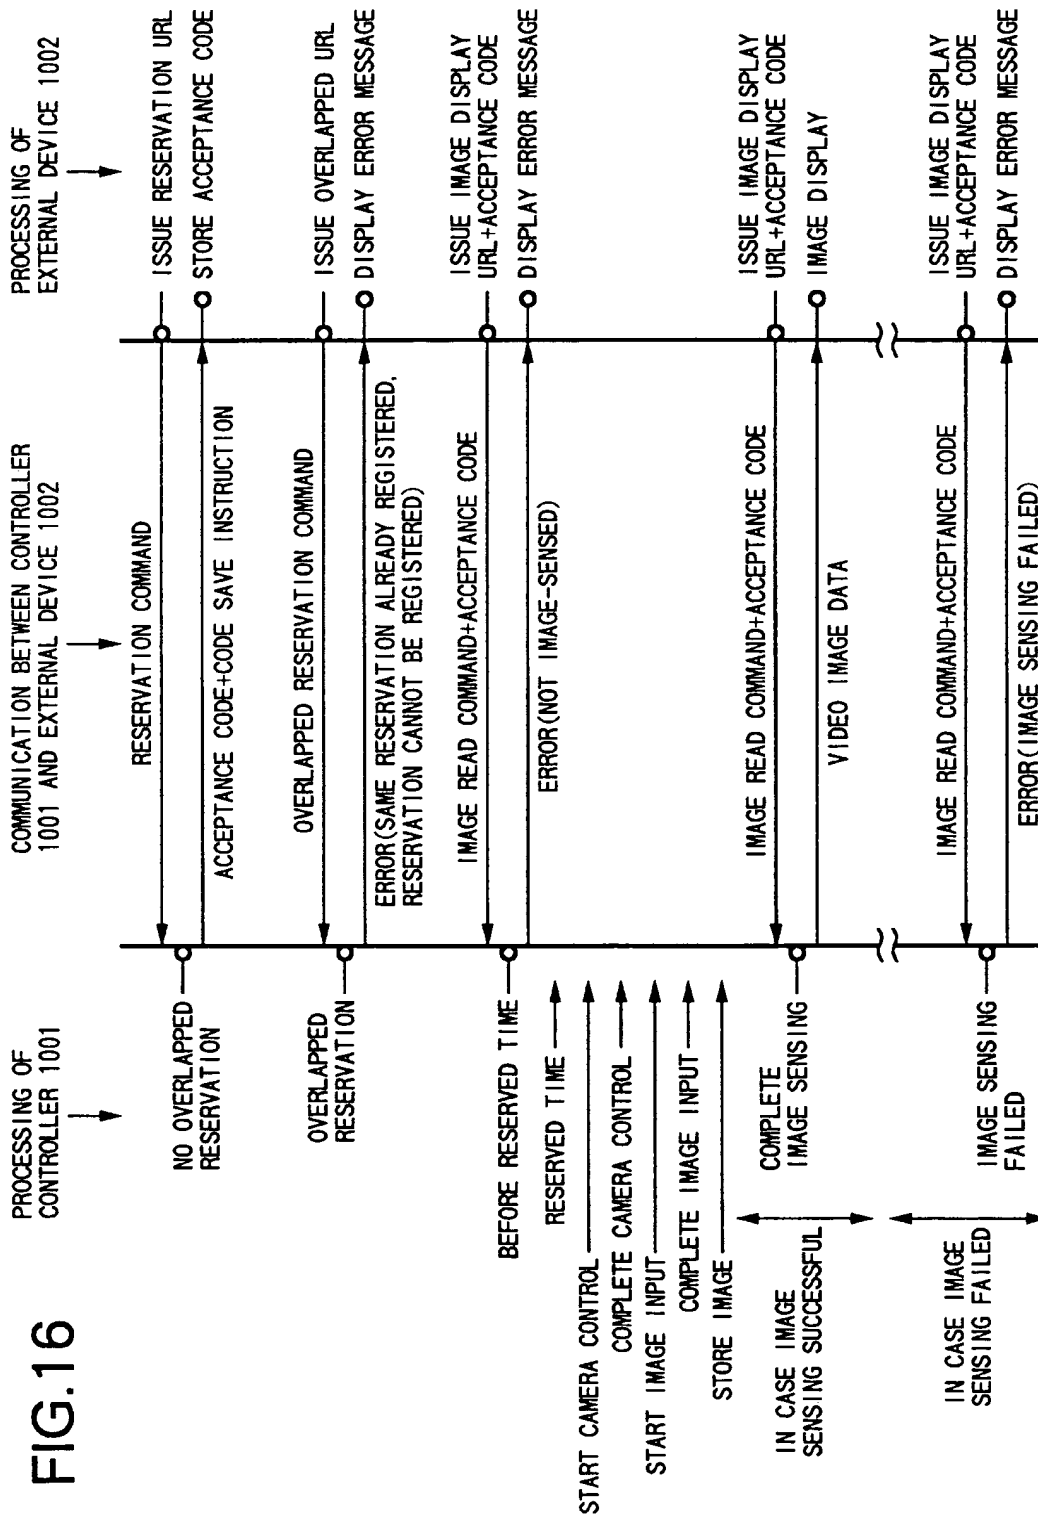 FIG.16
PROCESSING OF
CONTROLLER 1001
COMMUNICATION BETWEEN CONTROLLER
1001 AND EXTERNAL DEVICE 1002
PROCESSING OF
EXTERNAL DEVICE 1002
NO OVERLAPPED
RESERVATION
RESERVATION COMMAND
ISSUE RESERVATION URL
ACCEPTANCE CODE+CODE SAVE INSTRUCTION
STORE ACCEPTANCE CODE
OVERLAPPED
RESERVATION
OVERLAPPED RESERVATION COMMAND
ISSUE OVERLAPPED URL
ERROR(SAME RESERVATION ALREADY REGISTERED,
RESERVATION CANNOT BE REGISTERED)
DISPLAY ERROR MESSAGE
BEFORE RESERVED TIME
IMAGE READ COMMAND+ACCEPTANCE CODE
ISSUE IMAGE DISPLAY
URL+ACCEPTANCE CODE
ERROR(NOT IMAGE-SENSED)
DISPLAY ERROR MESSAGE
RESERVED TIME
START CAMERA CONTROL
COMPLETE CAMERA CONTROL
START IMAGE INPUT
COMPLETE IMAGE INPUT
STORE IMAGE
IN CASE IMAGE
SENSING SUCCESSFUL
COMPLETE
IMAGE SENSING
IMAGE READ COMMAND+ACCEPTANCE CODE
ISSUE IMAGE DISPLAY
URL+ACCEPTANCE CODE
VIDEO IMAGE DATA
IMAGE DISPLAY
IN CASE IMAGE
SENSING FAILED
IMAGE SENSING
FAILED
IMAGE READ COMMAND+ACCEPTANCE CODE
ISSUE IMAGE DISPLAY
URL+ACCEPTANCE CODE
ERROR(IMAGE SENSING FAILED)
DISPLAY ERROR MESSAGE